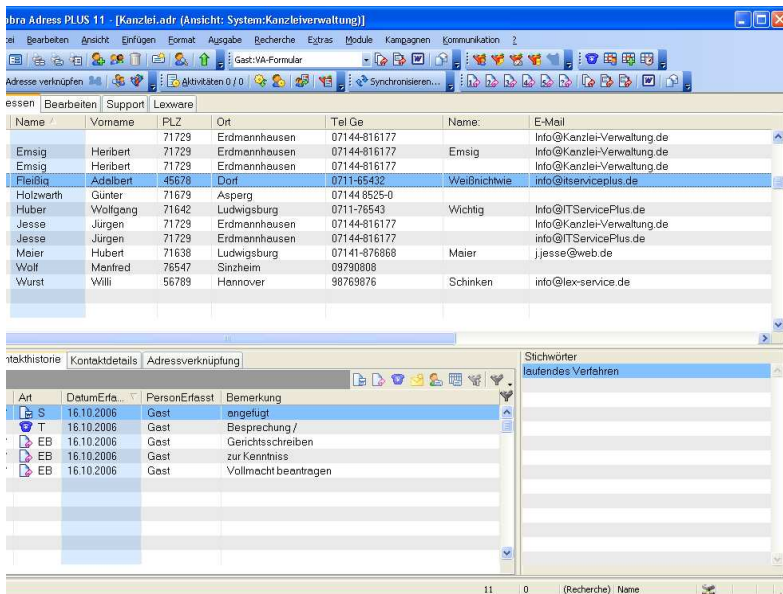 obra Adress PLUS 11 - [Kanzlei.adr (Ansicht: System:Kanzleiverwaltung)]
tei Bearbeiten Ansicht Einfügen Format Ausgabe Recherche Extras Module Kampagnen Kommunikation ?
Gast:VA-Formular
Adresse verknüpfen Aktivitäten 0 / 0 Synchronisieren...
essen Bearbeiten Support Lexware
Name Vorname PLZ Ort Tel Ge Name: E-Mail
71729 Erdmannhausen 07144-816177 Info@Kanzlei-Verwaltung.de
Emsig Heribert 71729 Erdmannhausen 07144-816177 Emsig Info@Kanzlei-Verwaltung.de
Emsig Heribert 71729 Erdmannhausen 07144-816177 Info@Kanzlei-Verwaltung.de
Fleißig Adalbert 45678 Dorf 0711-65432 Weißnichtwie info@itserviceplus.de
Holzwarth Günter 71679 Asperg 07144 8525-0
Huber Wolfgang 71642 Ludwigsburg 0711-76543 Wichtig Info@ITServicePlus.de
Jesse Jürgen 71729 Erdmannhausen 07144-816177 Info@Kanzlei-Verwaltung.de
Jesse Jürgen 71729 Erdmannhausen 07144-816177 info@ITServicePlus.de
Maier Hubert 71638 Ludwigsburg 07141-876868 Maier j.jesse@web.de
Wolf Manfred 76547 Sinzheim 09790808
Wurst Willi 56789 Hannover 98769876 Schinken info@lex-service.de
ntakthistorie Kontaktdetails Adressverknüpfung
Stichwörter
laufendes Verfahren
Art DatumErfa... PersonErfasst Bemerkung
S 16.10.2006 Gast angefügt
T 16.10.2006 Gast Besprechung /
EB 16.10.2006 Gast Gerichtsschreiben
EB 16.10.2006 Gast zur Kenntniss
EB 16.10.2006 Gast Vollmacht beantragen
11 0 (Recherche) Name